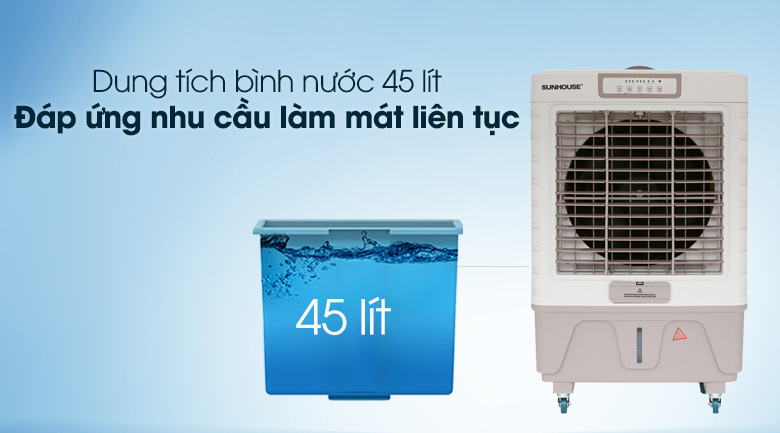 Dung tích bình nước 45 lít
Đáp ứng nhu cầu làm mát liên tục
SUNHOUSE
45 lít